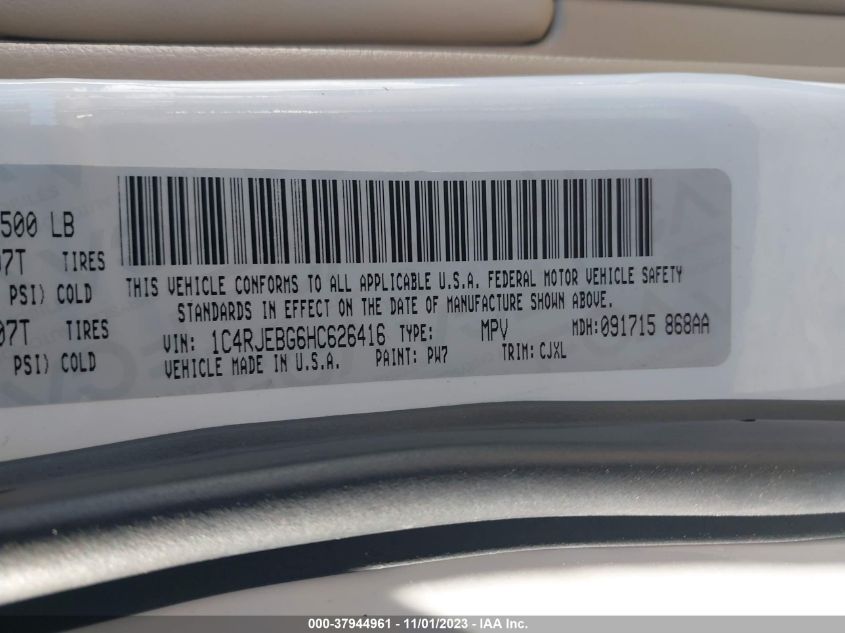 500 LB
07T TIRES
PSI) COLD
07T TIRES
PSI) COLD
THIS VEHICLE CONFORMS TO ALL APPLICABLE U.S.A. FEDERAL MOTOR VEHICLE SAFETY
STANDARDS IN EFFECT ON THE DATE OF MANUFACTURE SHOWN ABOVE.
VIN: 1C4RJEBG6HC626416 TYPE: MPV MDH:091715 868AA
VEHICLE MADE IN U.S.A. PAINT: PW7 TRIM: CJXL
000-37944961 - 11/01/2023 - IAA Inc.